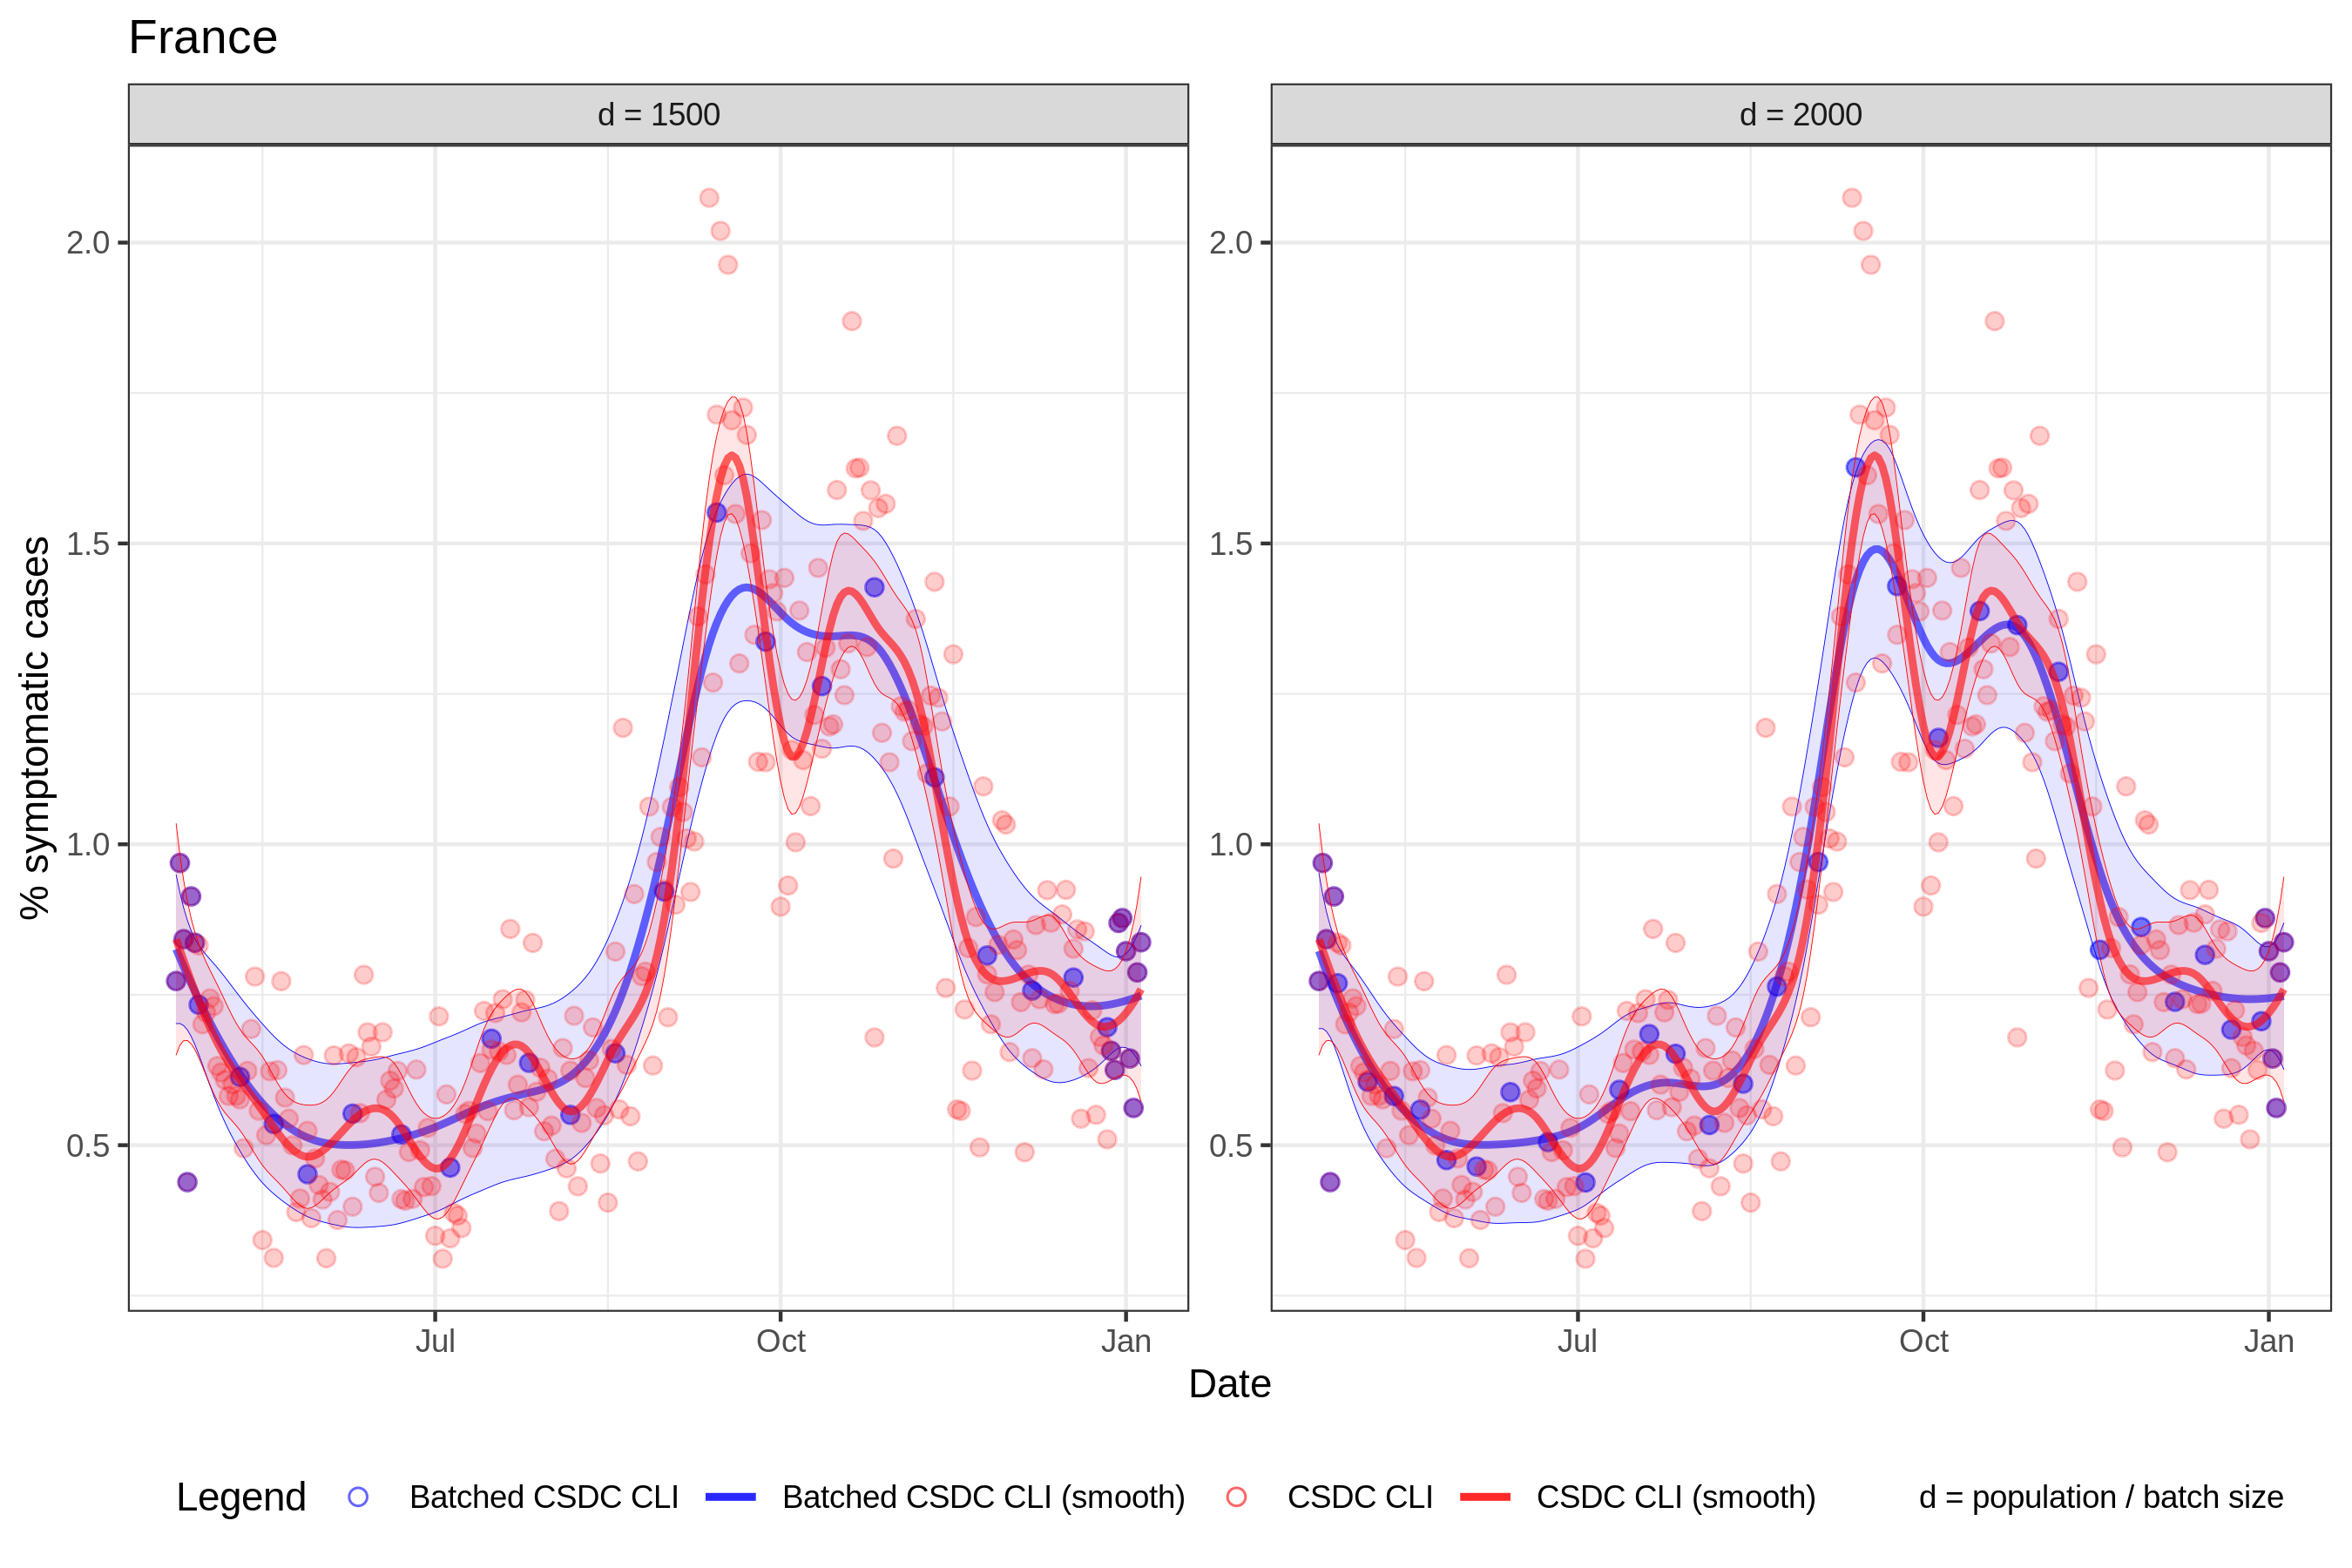 France
d = 1500
d = 2000
% symptomatic cases
2.0
1.5
1.0
0.5
2.0
1.5
1.0
0.5
Jul
Oct
Jan
Jul
Oct
Jan
Date
Legend
Batched CSDC CLI
Batched CSDC CLI (smooth)
CSDC CLI
CSDC CLI (smooth)
d = population / batch size